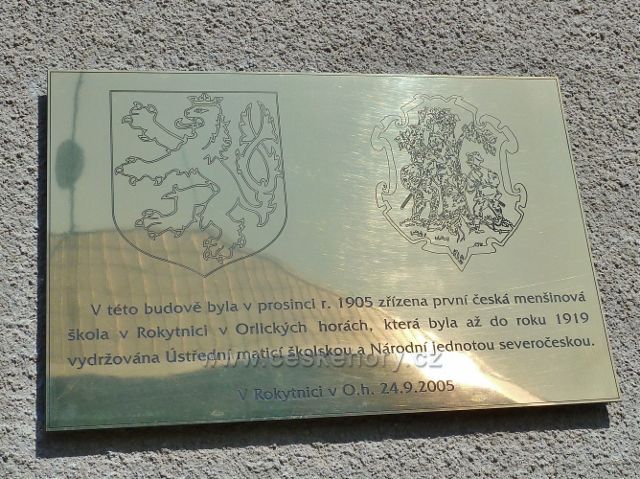 V této budově byla v prosinci r. 1905 zřízena první česká menšinová
škola v Rokytnici v Orlických horách, která byla až do roku 1919
vydržována Ústřední maticí školskou a Národní jednotou severočeskou.
www.ceskehory.cz
V Rokytnici v O.h. 24.9.2005